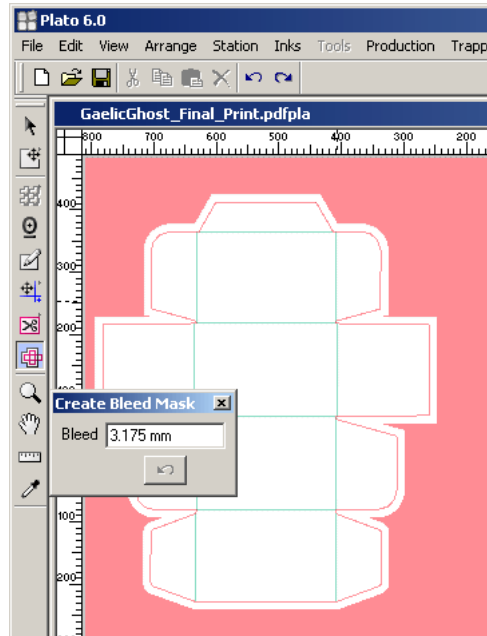 Plato 6.0
File Edit View Arrange Station Inks Tools Production Trapp
GaelicGhost_Final_Print.pdfpla
800 700 600 500 400 300 200
400
300
200
Create Bleed Mask
Bleed 3.175 mm
100
200